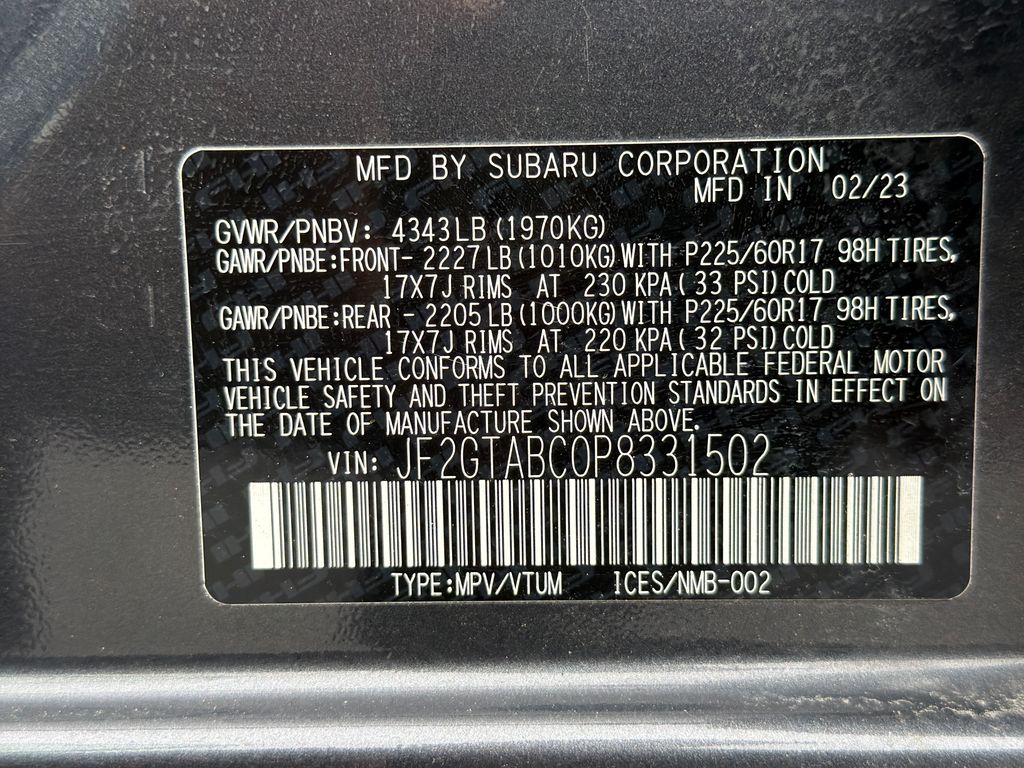 MFD BY SUBARU CORPORATION
MFD IN 02/23
GVWR/PNBV: 4343LB(1970KG)
GAWR/PNBE:FRONT- 2227LB(1010KG)WITH P225/60R17 98H TIRES,
17X7J RIMS AT 230 KPA( 33 PSI)COLD
GAWR/PNBE:REAR - 2205LB(1000KG)WITH P225/60R17 98H TIRES,
17X7J RIMS AT 220 KPA( 32 PSI)COLD
THIS VEHICLE CONFORMS TO ALL APPLICABLE FEDERAL MOTOR
VEHICLE SAFETY AND THEFT PREVENTION STANDARDS IN EFFECT ON
THE DATE OF MANUFACTURE SHOWN ABOVE.
VIN: JF2GTABC0P8331502
TYPE:MPV/VTUM ICES/NMB-002